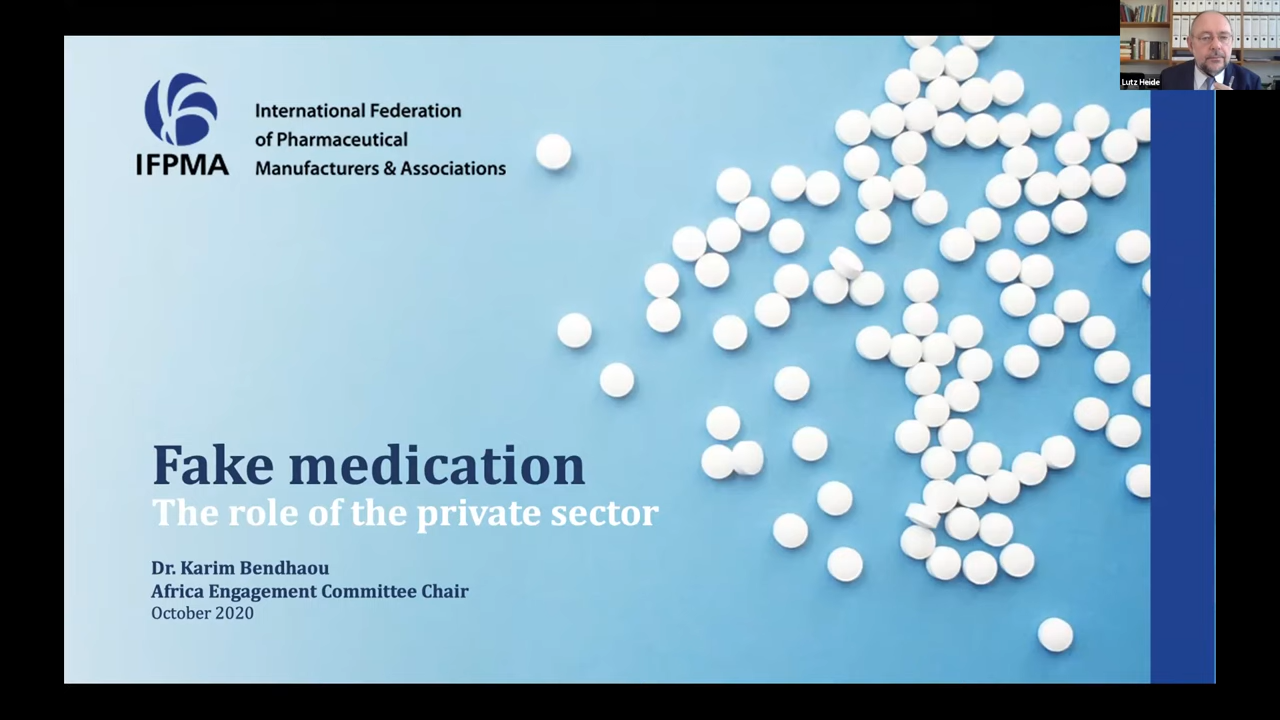 Lutz Heide
International Federation
of Pharmaceutical
Manufacturers & Associations
IFPMA
Fake medication
The role of the private sector
Dr. Karim Bendhaou
Africa Engagement Committee Chair
October 2020